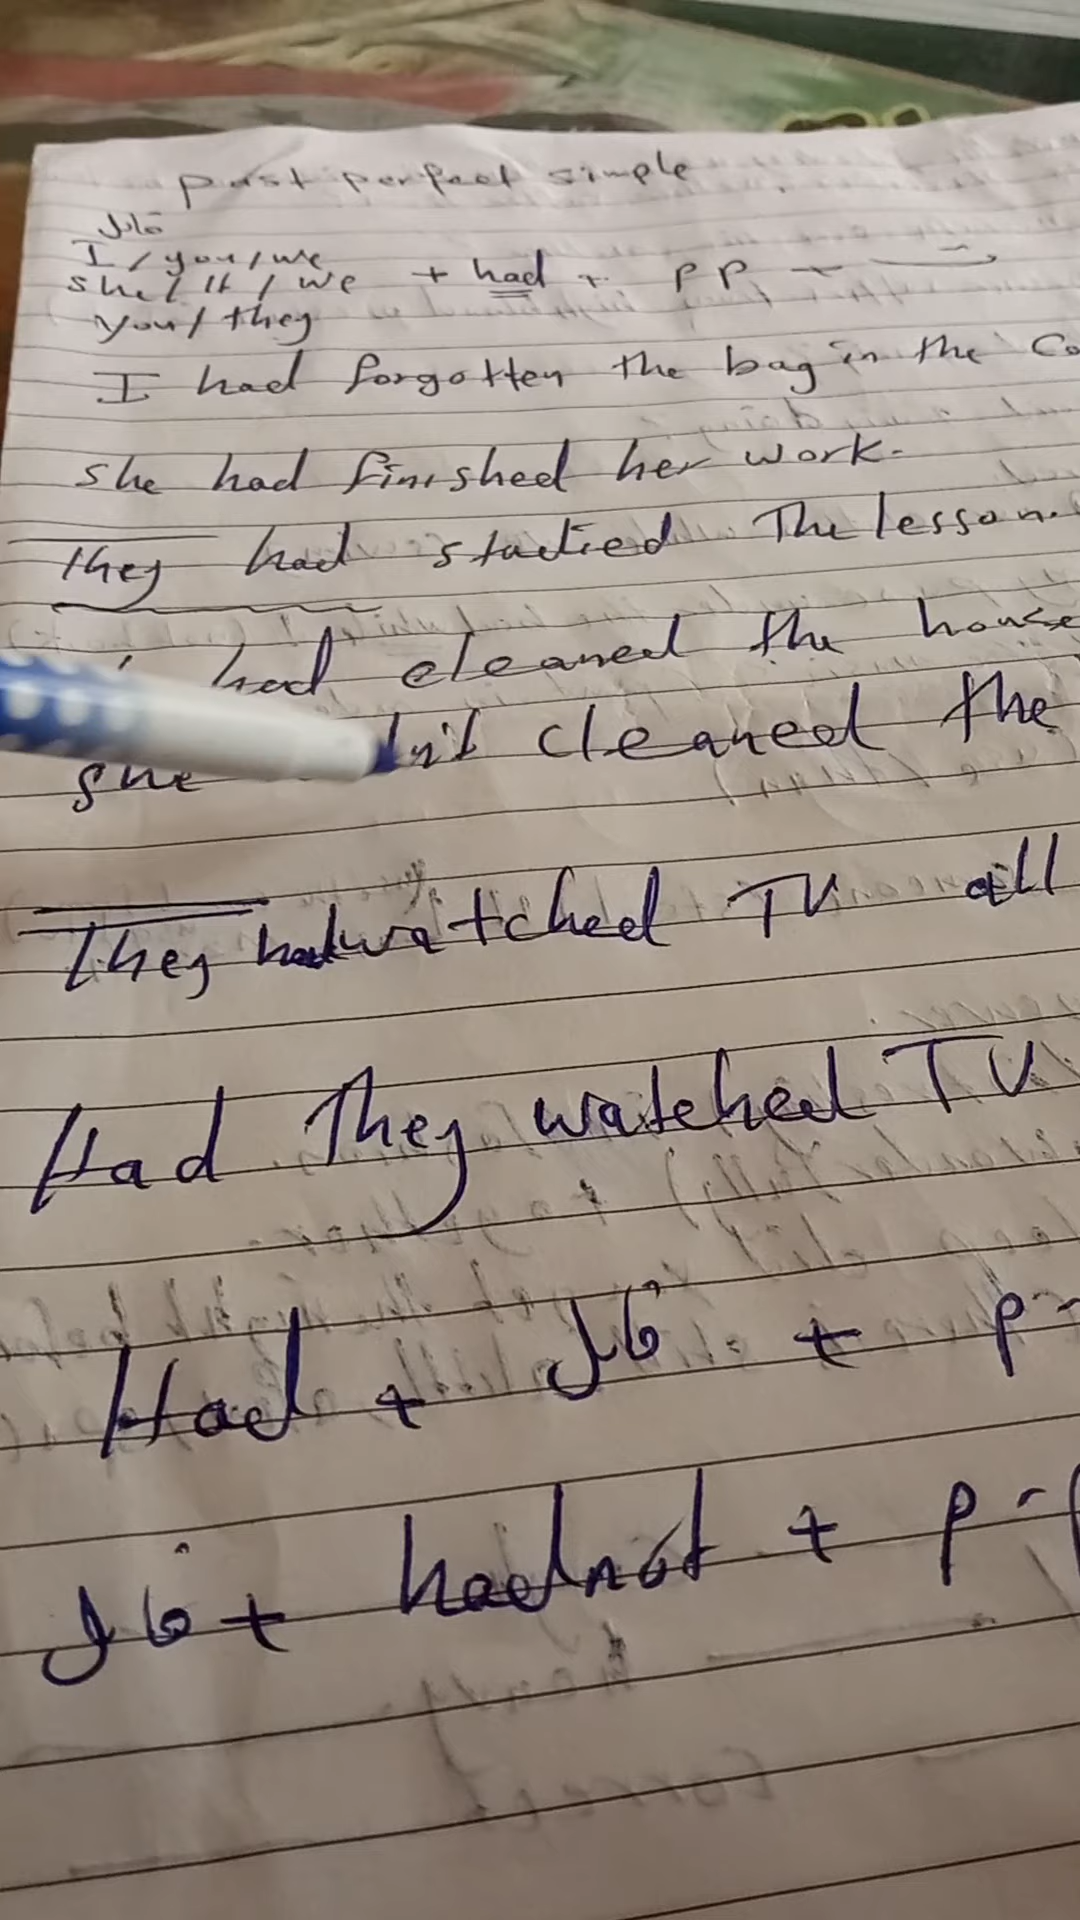 past perfect simple
فاعل
I / you / we
she / It / we + had + PP +
you / they
I had forgotten the bag in the
she had finished her work.
They had studied The lesson.
had cleaned the house
she cleaned the
They had watched TV all
Had They watched TV
Had + فاعل +
فاعل + had not +